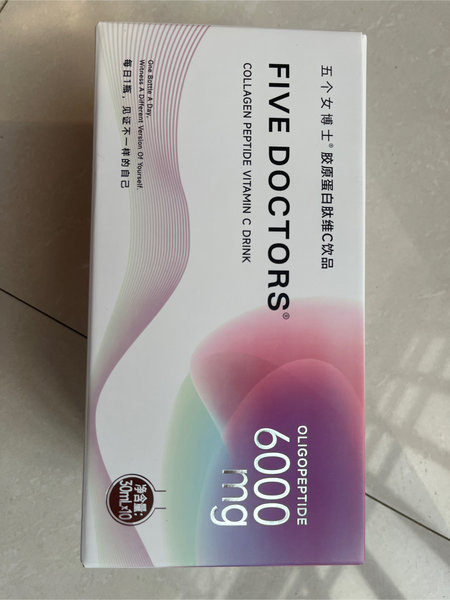 五个女博士® 胶原蛋白肽维C饮品
FIVE DOCTORS®
COLLAGEN PEPTIDE VITAMIN C DRINK
One Bottle A Day,
Witness A Different Version Of Yourself.
每日1瓶，见证不一样的自己
OLIGOPEPTIDE
6000
mg
净含量:
30mL×10